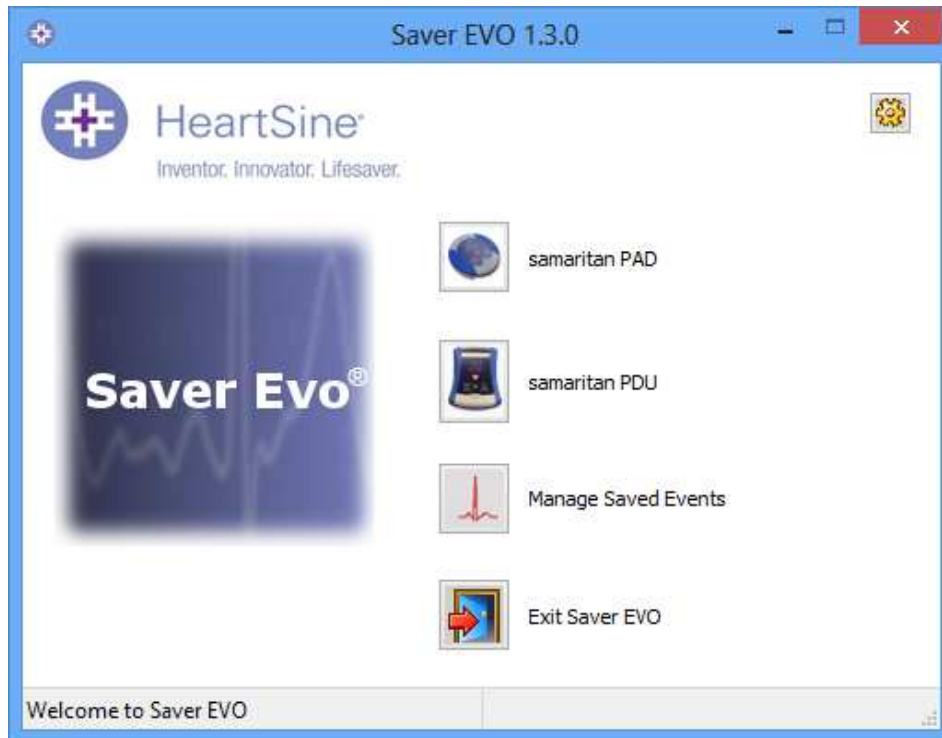 Saver EVO 1.3.0
HeartSine®
Inventor. Innovator. Lifesaver.
samaritan PAD
samaritan PDU
Saver Evo®
Manage Saved Events
Exit Saver EVO
Welcome to Saver EVO